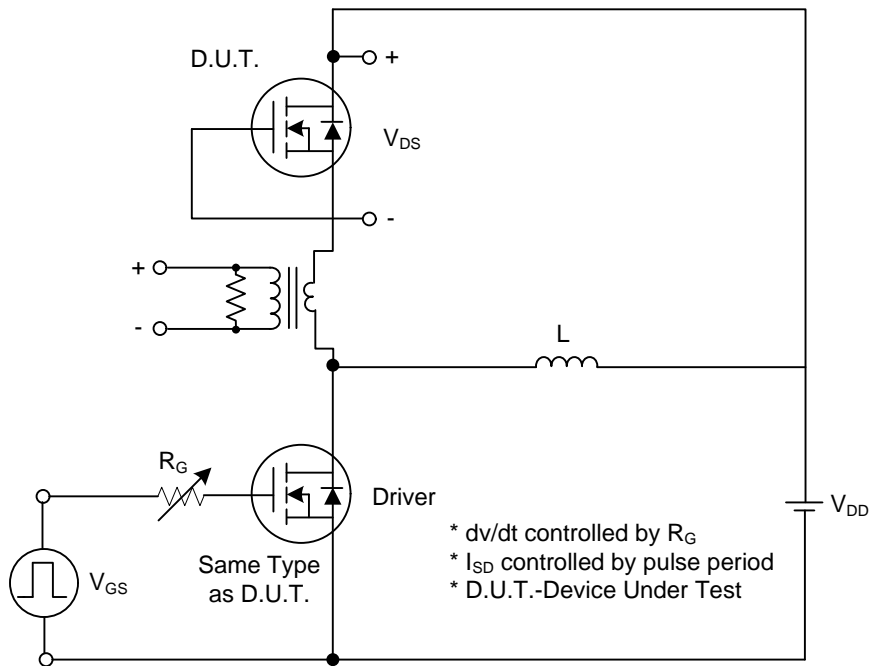 D.U.T.
+
V_DS
-
+
-
L
R_G
Driver
V_DD
V_GS
Same Type
as D.U.T.
* dv/dt controlled by R_G
* I_SD controlled by pulse period
* D.U.T.-Device Under Test